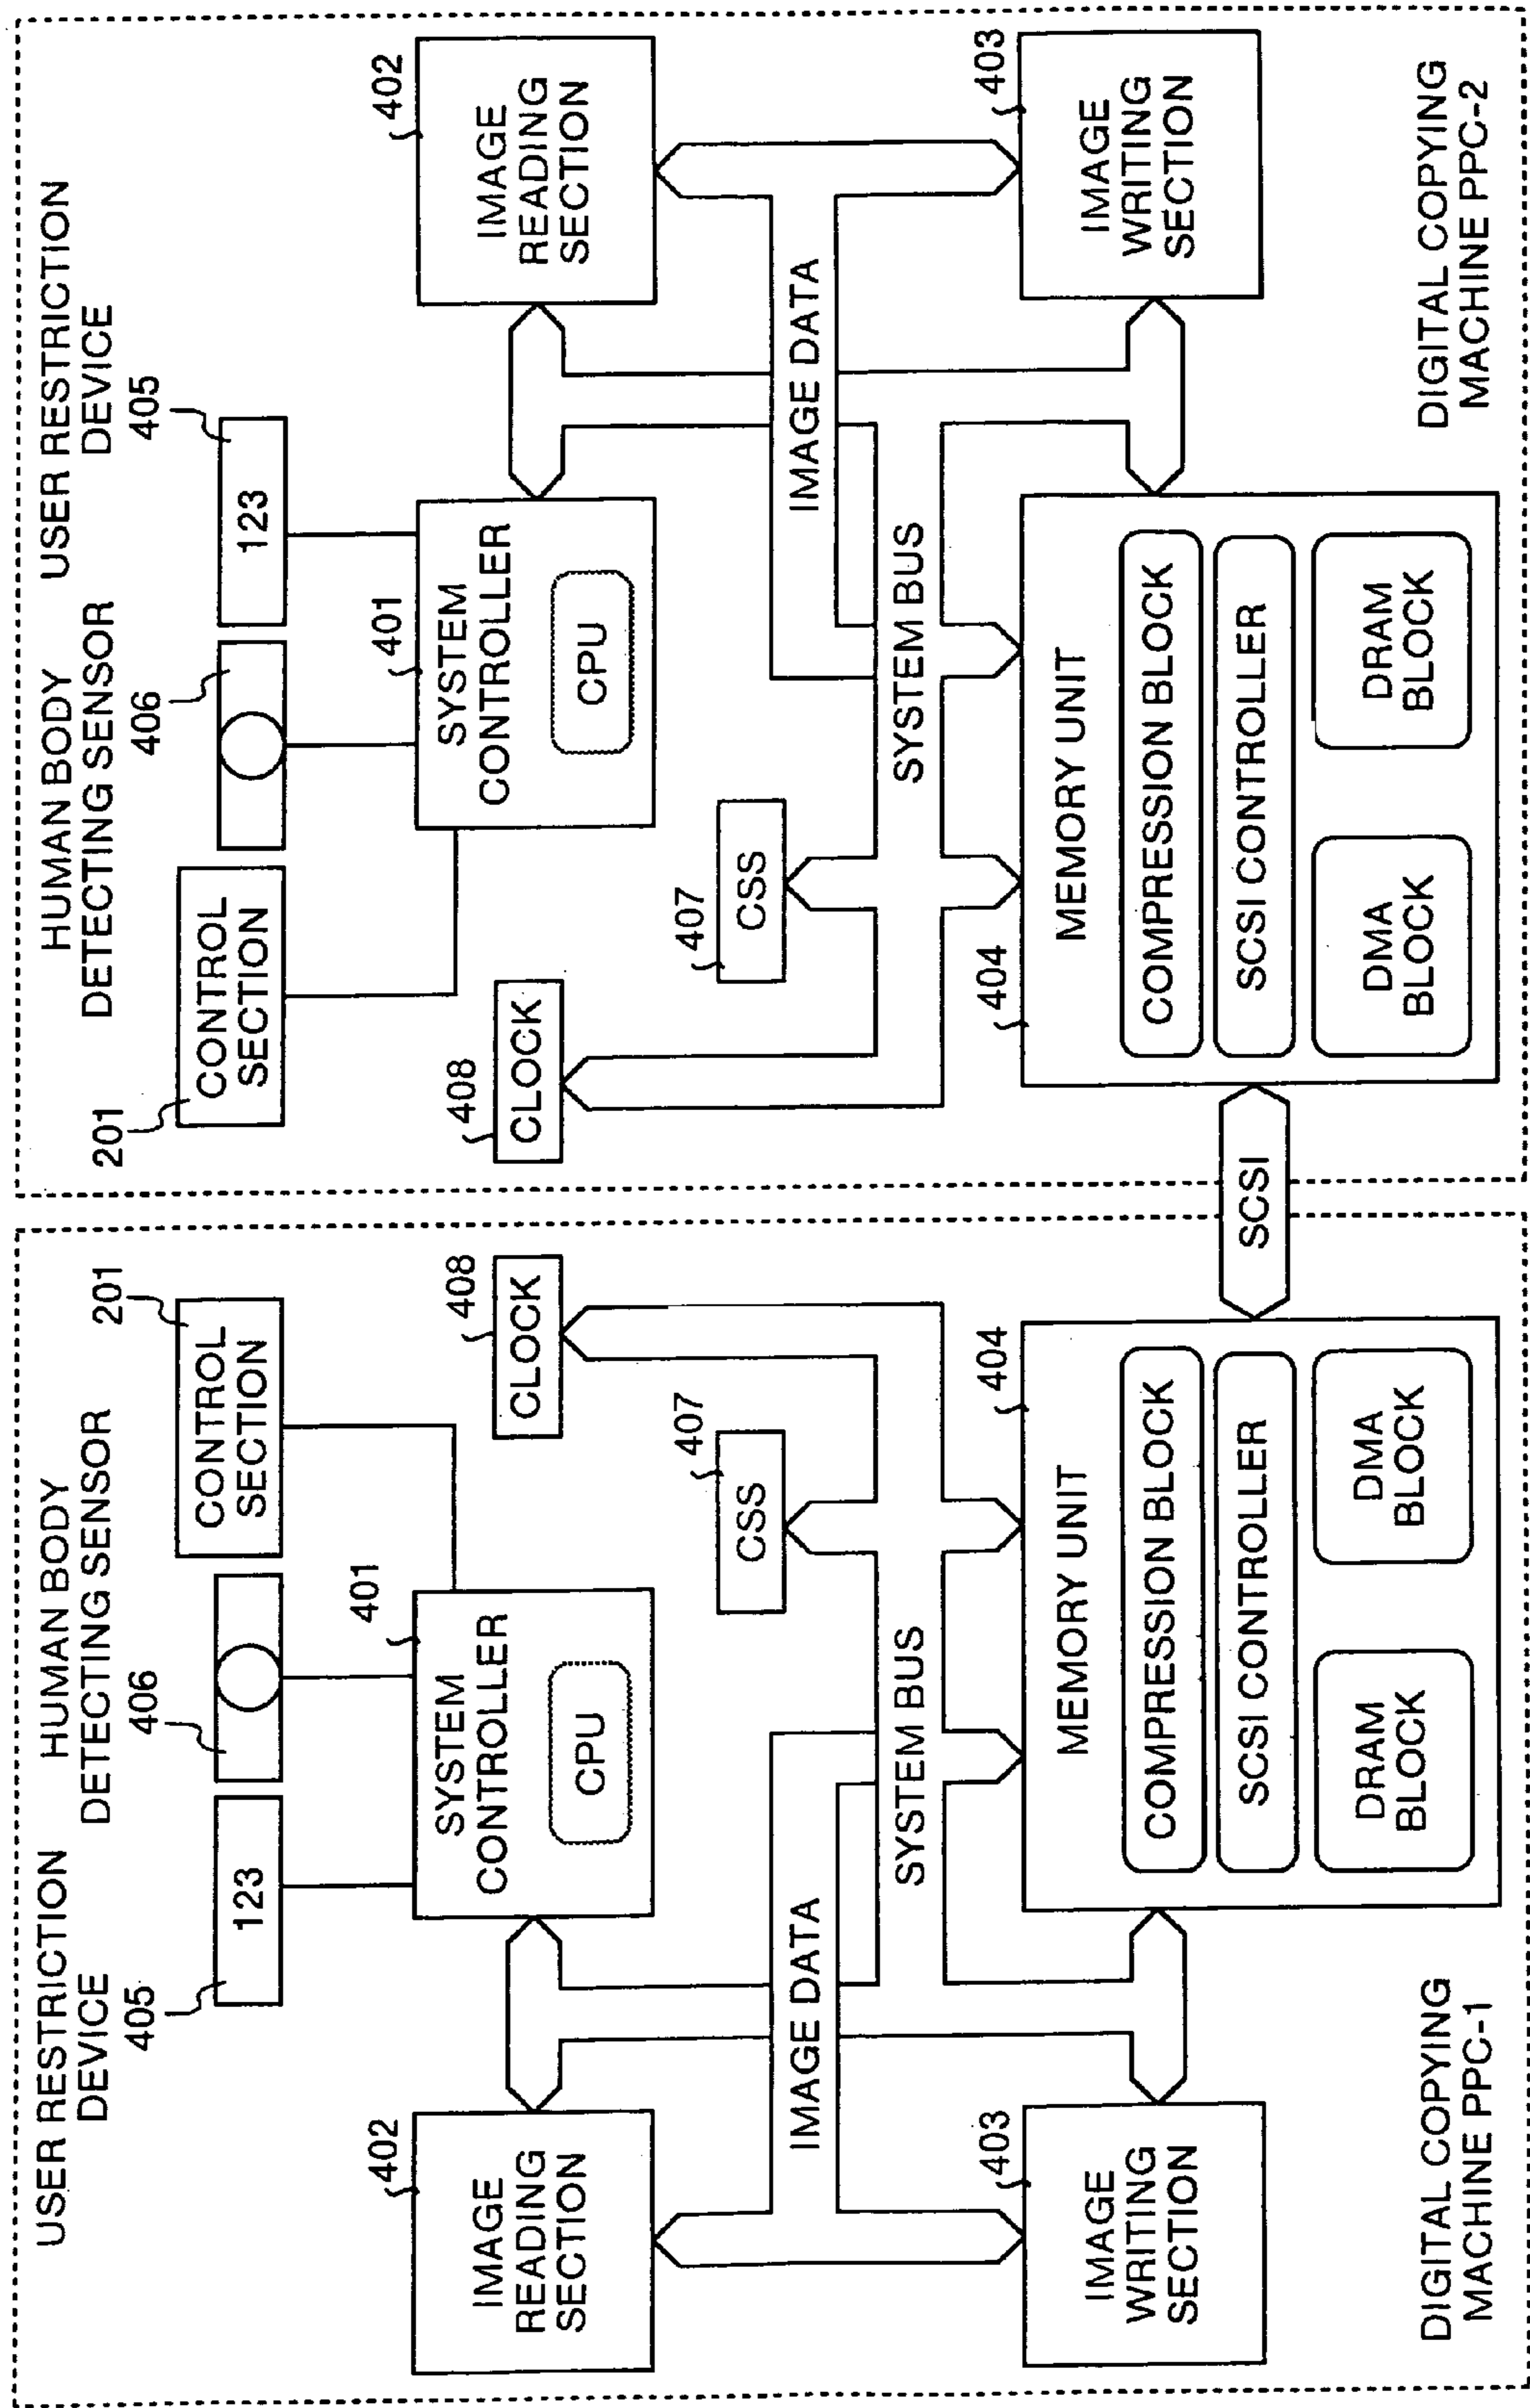 USER RESTRICTION
DEVICE
405
123
HUMAN BODY
DETECTING SENSOR
406
201
CONTROL
SECTION
402
IMAGE
READING
SECTION
401
SYSTEM
CONTROLLER
CPU
408
CLOCK
407
CSS
IMAGE DATA
SYSTEM BUS
403
IMAGE
WRITING
SECTION
404
MEMORY UNIT
COMPRESSION BLOCK
SCSI CONTROLLER
DRAM
BLOCK
DMA
BLOCK
DIGITAL COPYING
MACHINE PPC-1
SCSI
201
CONTROL
SECTION
HUMAN BODY
DETECTING SENSOR
406
USER RESTRICTION
DEVICE
405
123
408
CLOCK
401
SYSTEM
CONTROLLER
CPU
402
IMAGE
READING
SECTION
407
CSS
IMAGE DATA
SYSTEM BUS
404
MEMORY UNIT
COMPRESSION BLOCK
SCSI CONTROLLER
DMA
BLOCK
DRAM
BLOCK
403
IMAGE
WRITING
SECTION
DIGITAL COPYING
MACHINE PPC-2